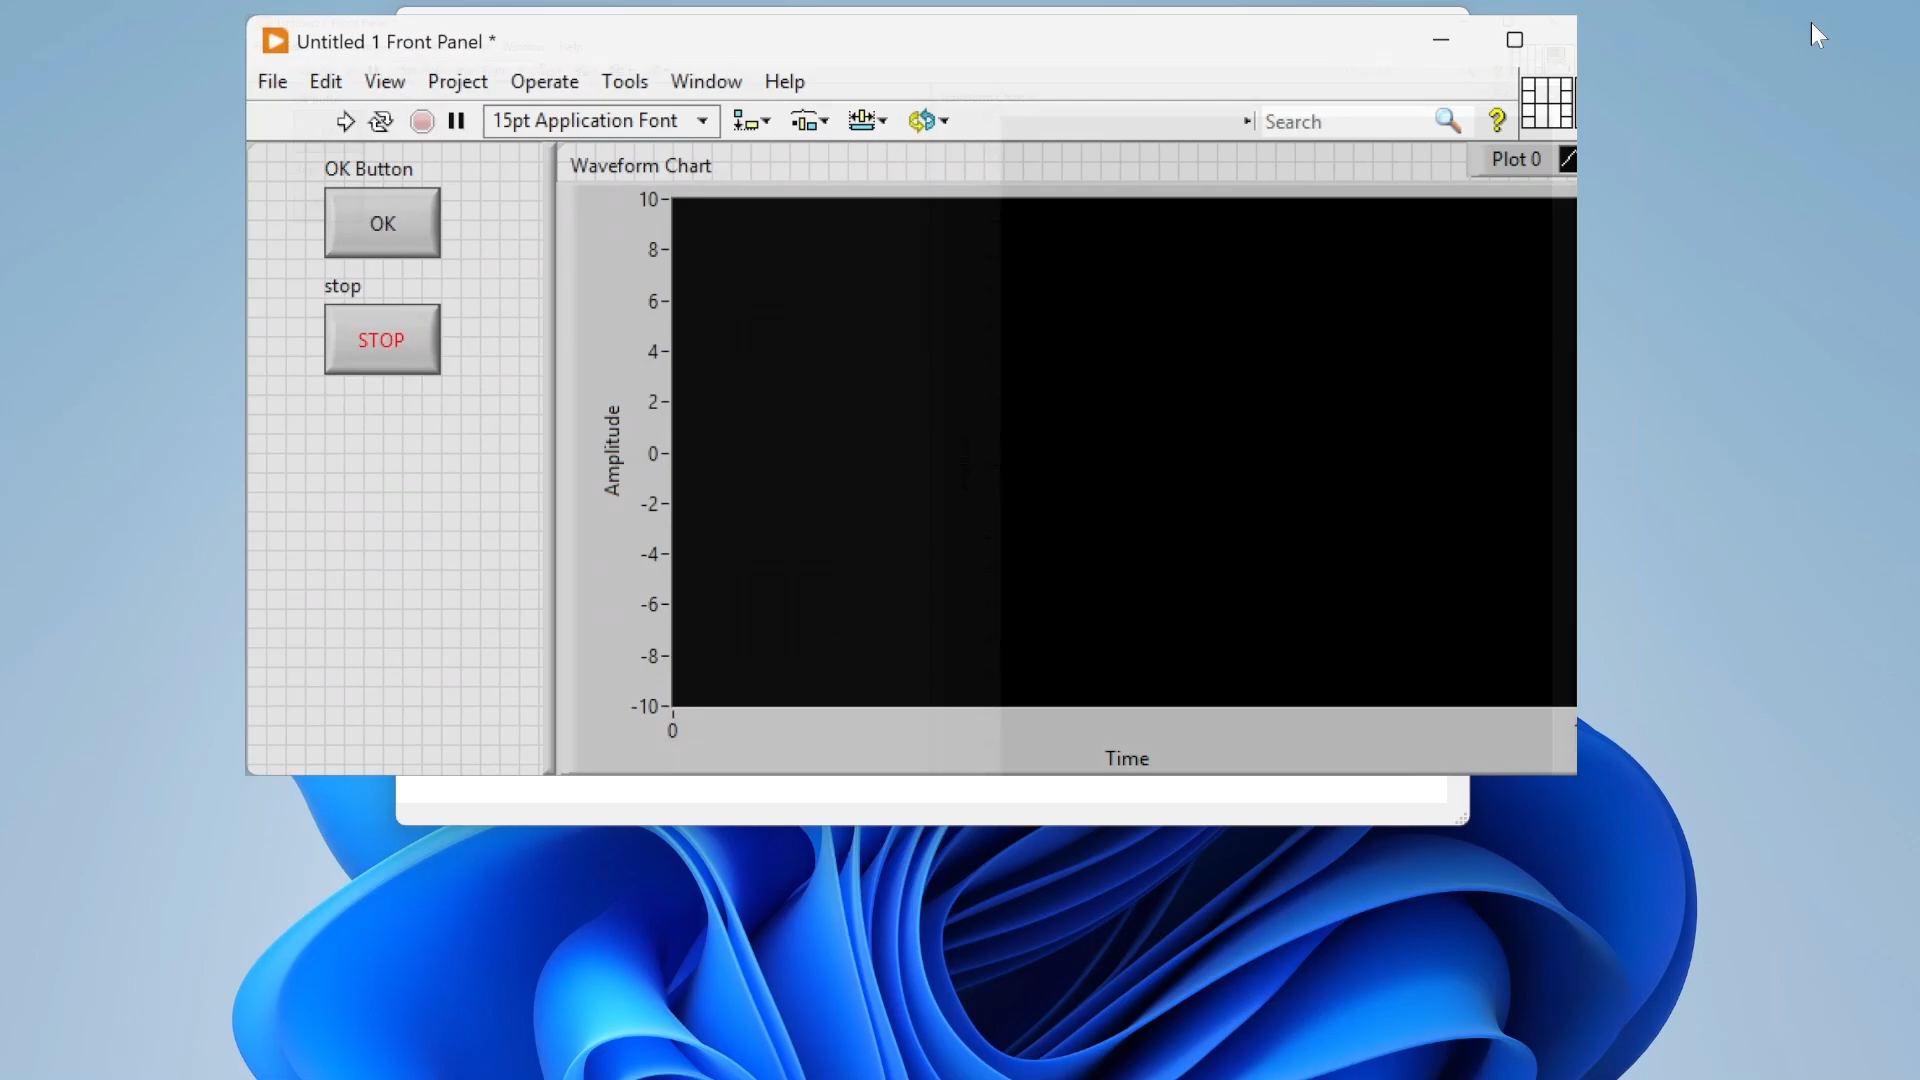 Untitled 1 Front Panel *
File Edit View Project Operate Tools Window Help
15pt Application Font Search ?
OK Button
OK
stop
STOP
Waveform Chart Plot 0
10
8
6
4
2
0
-2
-4
-6
-8
-10
Amplitude
0
Time